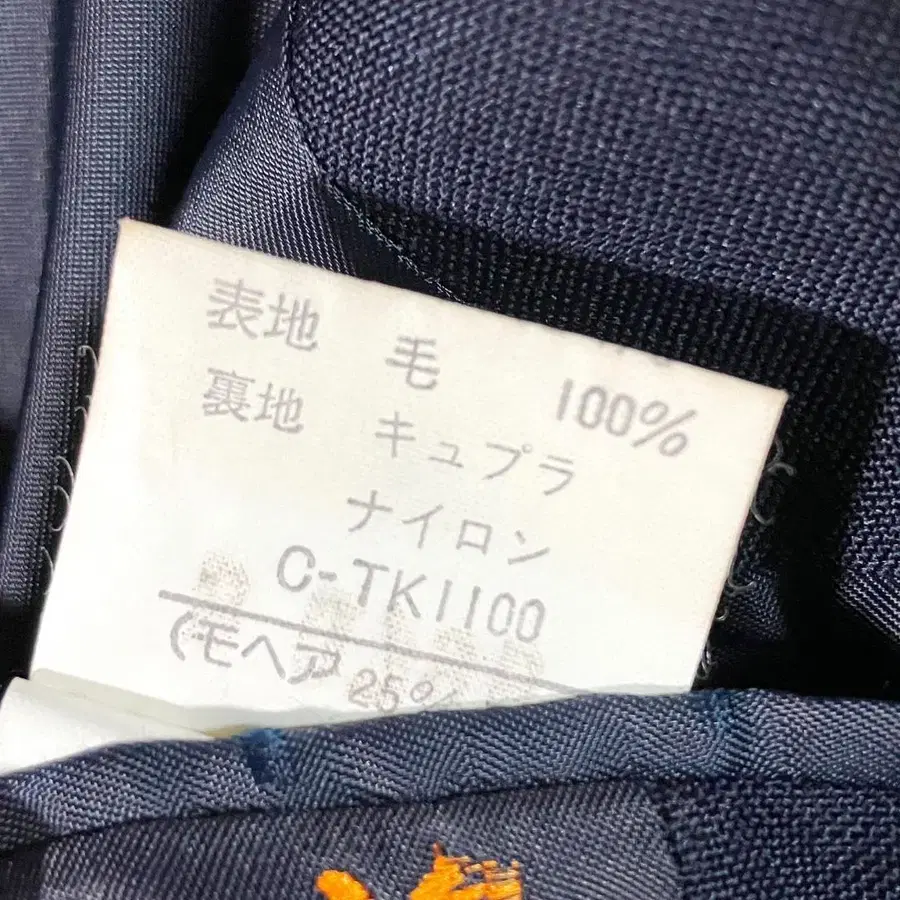 表地 毛 100%
裏地 キュプラ
ナイロン
C-TK1100
(モヘア 25%